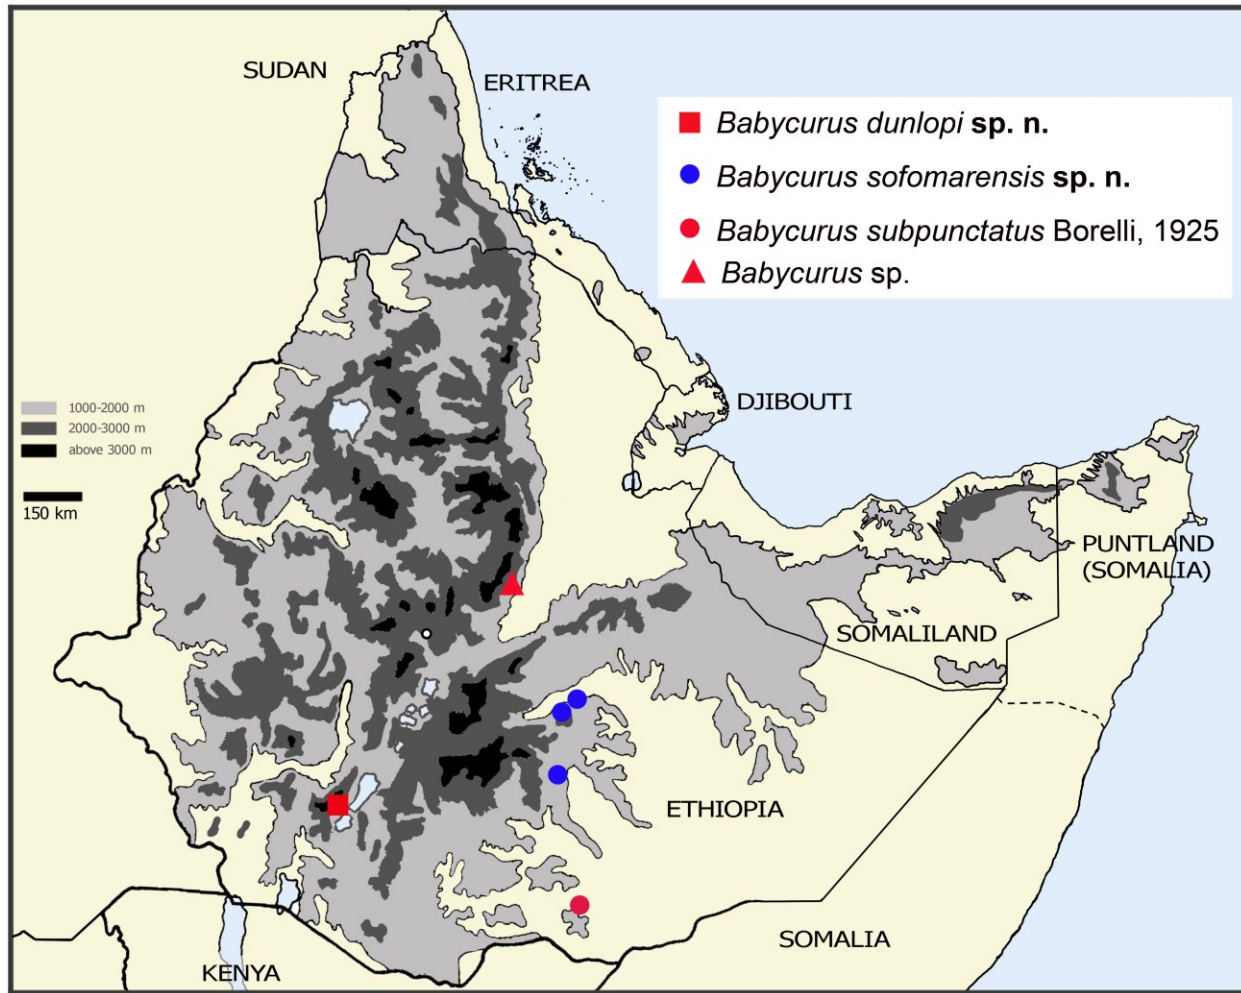 SUDAN
ERITREA
Babycurus dunlopi sp. n.
Babycurus sofomarensis sp. n.
Babycurus subpunctatus Borelli, 1925
Babycurus sp.
DJIBOUTI
1000-2000 m
2000-3000 m
above 3000 m
150 km
PUNTLAND
(SOMALIA)
SOMALILAND
ETHIOPIA
SOMALIA
KENYA